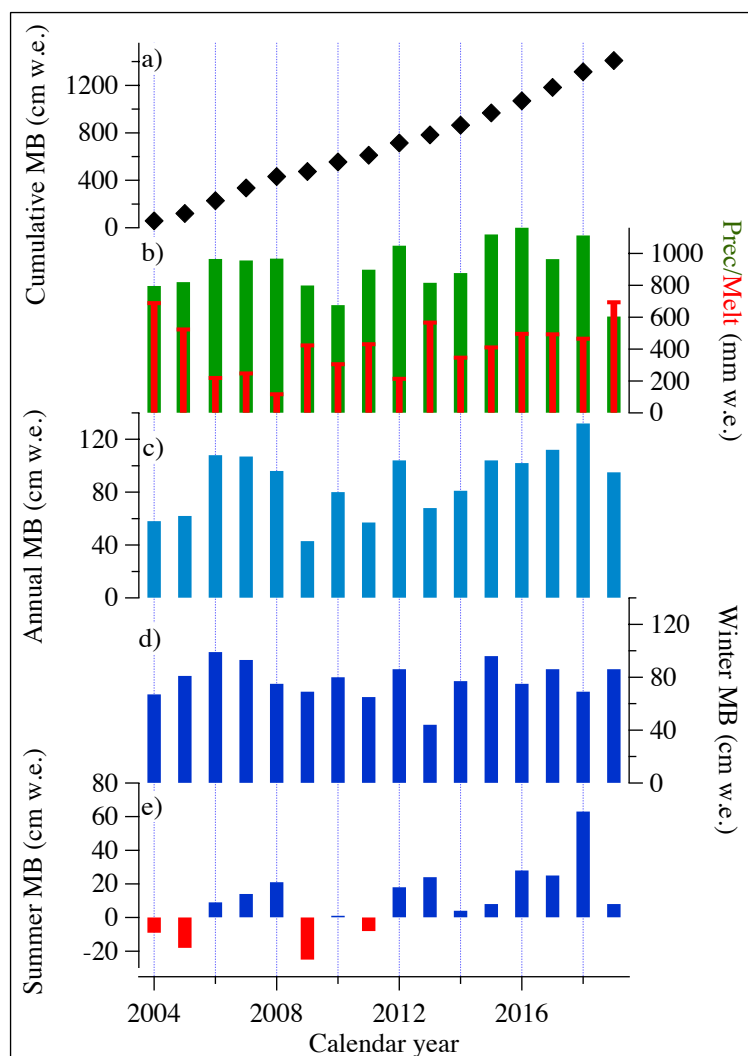 a)
1200
800
400
0
Cumulative MB (cm w.e.)
b)
1000
800
600
400
200
0
Prec/Melt (mm w.e.)
c)
120
80
40
0
Annual MB (cm w.e.)
d)
120
80
40
0
Winter MB (cm w.e.)
e)
80
60
40
20
0
-20
Summer MB (cm w.e.)
2004 2008 2012 2016
Calendar year